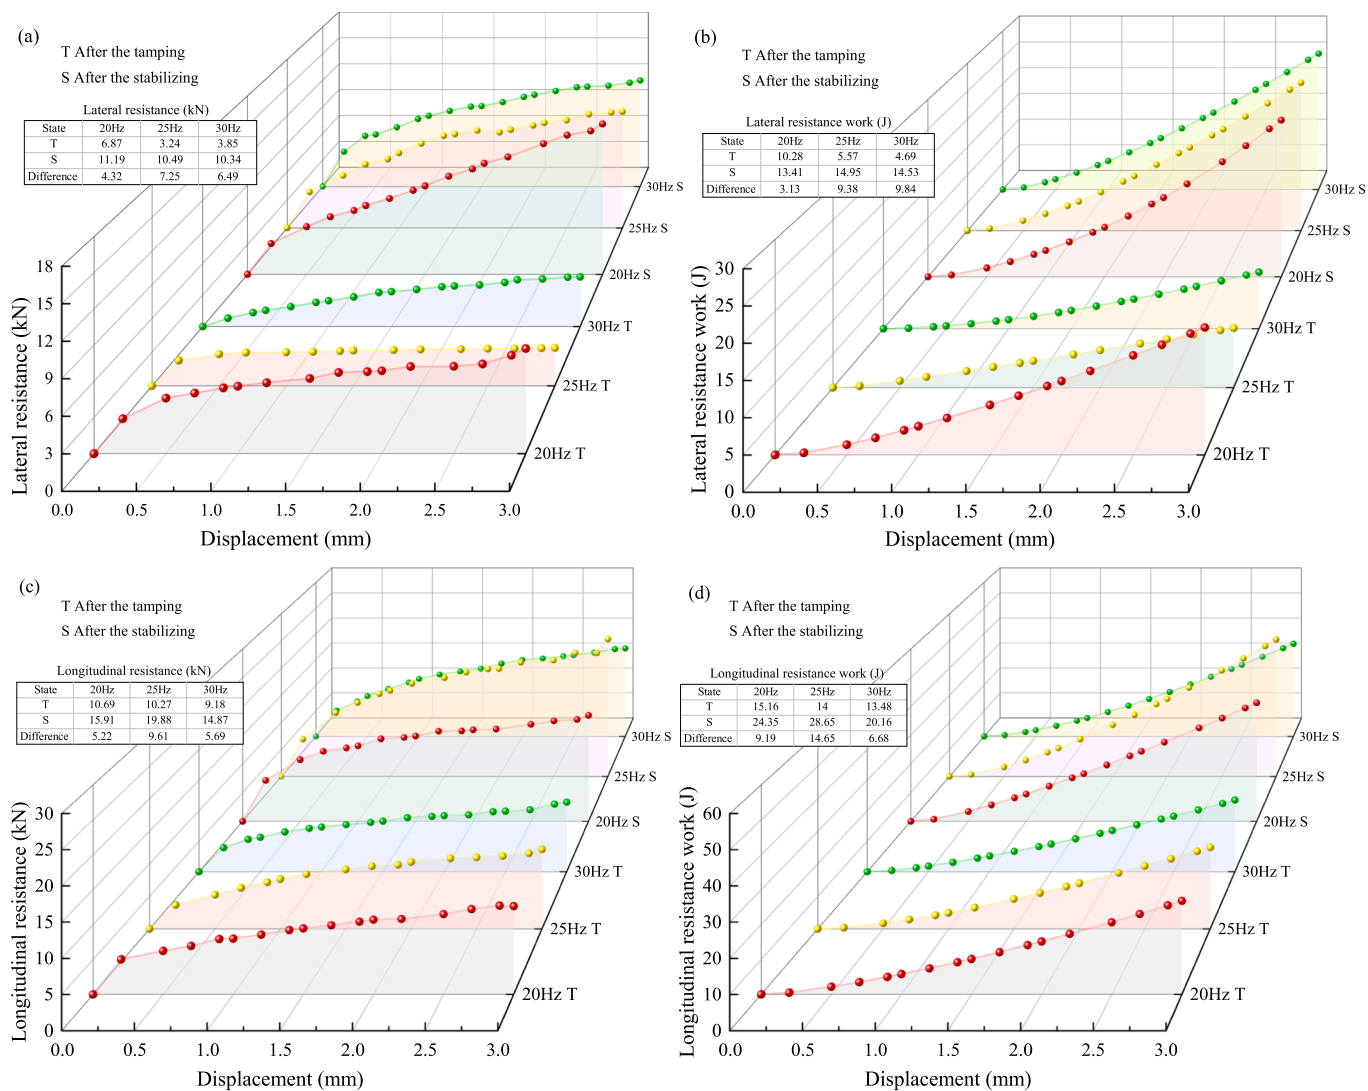 (a)
T After the tamping
S After the stabilizing
Lateral resistance (kN)
State 20Hz 25Hz 30Hz
T 6.87 3.24 3.85
S 11.19 10.49 10.34
Difference 4.32 7.25 6.49
30Hz S
25Hz S
20Hz S
30Hz T
25Hz T
20Hz T
18
15
12
9
6
3
0
Lateral resistance (kN)
0.0 0.5 1.0 1.5 2.0 2.5 3.0
Displacement (mm)
(b)
T After the tamping
S After the stabilizing
Lateral resistance work (J)
State 20Hz 25Hz 30Hz
T 10.28 5.57 4.69
S 13.41 14.95 14.53
Difference 3.13 9.38 9.84
30Hz S
25Hz S
20Hz S
30Hz T
25Hz T
20Hz T
30
25
20
15
10
5
0
Lateral resistance work (J)
0.0 0.5 1.0 1.5 2.0 2.5 3.0
Displacement (mm)
(c)
T After the tamping
S After the stabilizing
Longitudinal resistance (kN)
State 20Hz 25Hz 30Hz
T 10.69 10.27 9.18
S 15.91 19.88 14.87
Difference 5.22 9.61 5.69
30Hz S
25Hz S
20Hz S
30Hz T
25Hz T
20Hz T
30
25
20
15
10
5
0
Longitudinal resistance (kN)
0.0 0.5 1.0 1.5 2.0 2.5 3.0
Displacement (mm)
(d)
T After the tamping
S After the stabilizing
Longitudinal resistance work (J)
State 20Hz 25Hz 30Hz
T 15.16 14 13.48
S 24.35 28.65 20.16
Difference 9.19 14.65 6.68
30Hz S
25Hz S
20Hz S
30Hz T
25Hz T
20Hz T
60
50
40
30
20
10
0
Longitudinal resistance work (J)
0.0 0.5 1.0 1.5 2.0 2.5 3.0
Displacement (mm)